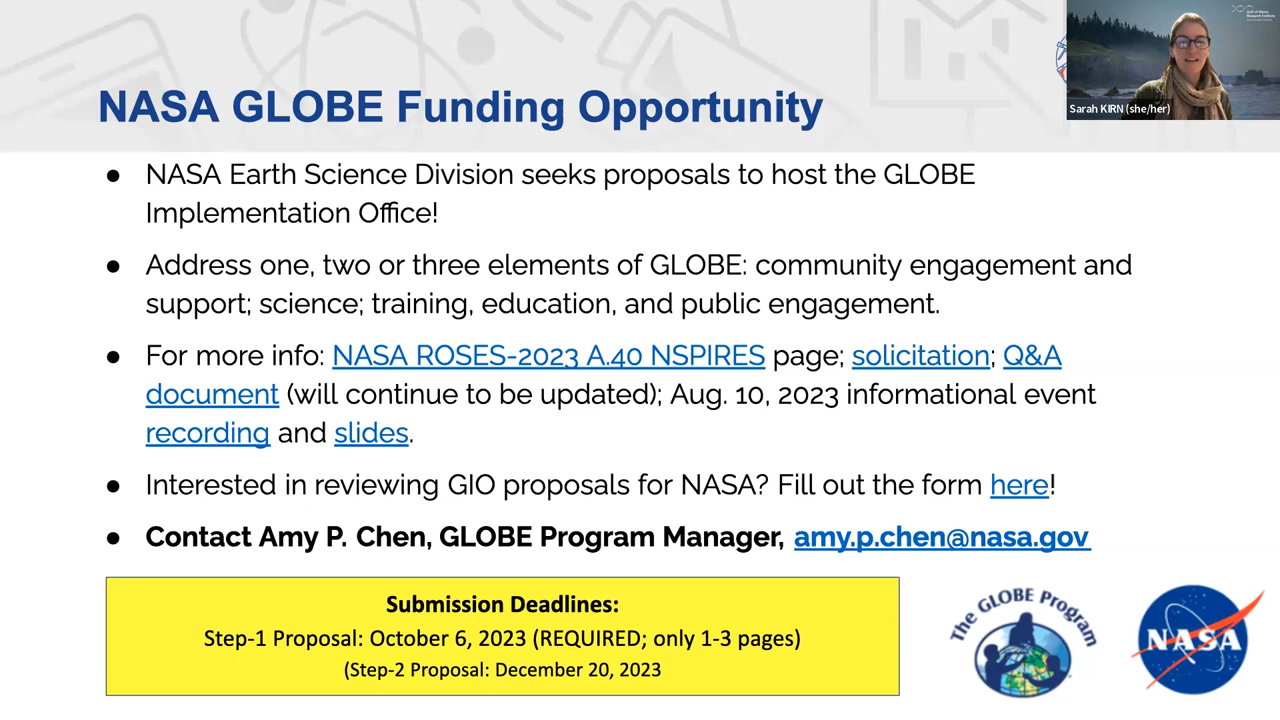 Gulf of Maine
Research Institute
Sarah KIRN (she/her)
NASA GLOBE Funding Opportunity
● NASA Earth Science Division seeks proposals to host the GLOBE
Implementation Office!
● Address one, two or three elements of GLOBE: community engagement and
support; science; training, education, and public engagement.
● For more info: NASA ROSES-2023 A.40 NSPIRES page; solicitation; Q&A
document (will continue to be updated); Aug. 10, 2023 informational event
recording and slides.
● Interested in reviewing GIO proposals for NASA? Fill out the form here!
● Contact Amy P. Chen, GLOBE Program Manager, amy.p.chen@nasa.gov
Submission Deadlines:
Step-1 Proposal: October 6, 2023 (REQUIRED; only 1-3 pages)
(Step-2 Proposal: December 20, 2023
The GLOBE Program
NASA